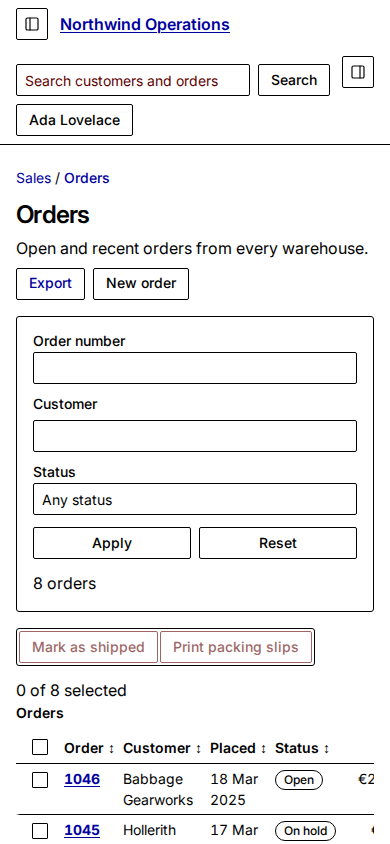 Northwind Operations
Search customers and orders
Search
Ada Lovelace
Sales / Orders
Orders
Open and recent orders from every warehouse.
Export
New order
Order number
Customer
Status
Any status
Apply
Reset
8 orders
Mark as shipped
Print packing slips
0 of 8 selected
Orders
Order ↕ Customer ↕ Placed ↕ Status ↕
1046 Babbage Gearworks 18 Mar 2025 Open €2
1045 Hollerith 17 Mar On hold